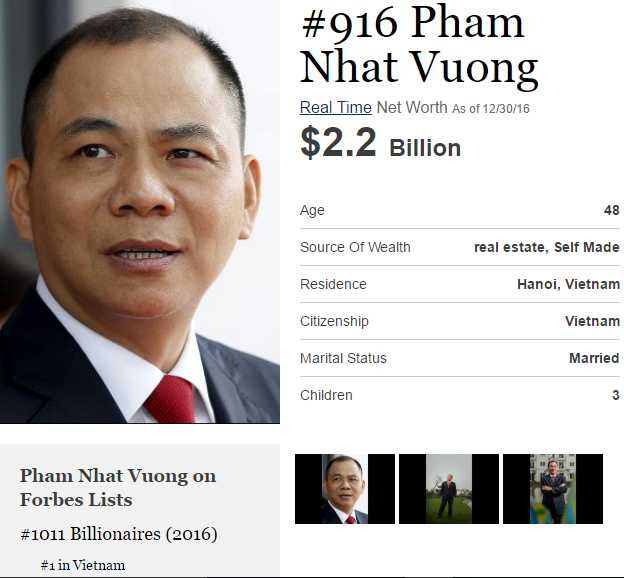 #916 Pham
Nhat Vuong
Real Time Net Worth As of 12/30/16
$2.2 Billion
Age 48
Source Of Wealth real estate, Self Made
Residence Hanoi, Vietnam
Citizenship Vietnam
Marital Status Married
Children 3
Pham Nhat Vuong on
Forbes Lists
#1011 Billionaires (2016)
#1 in Vietnam